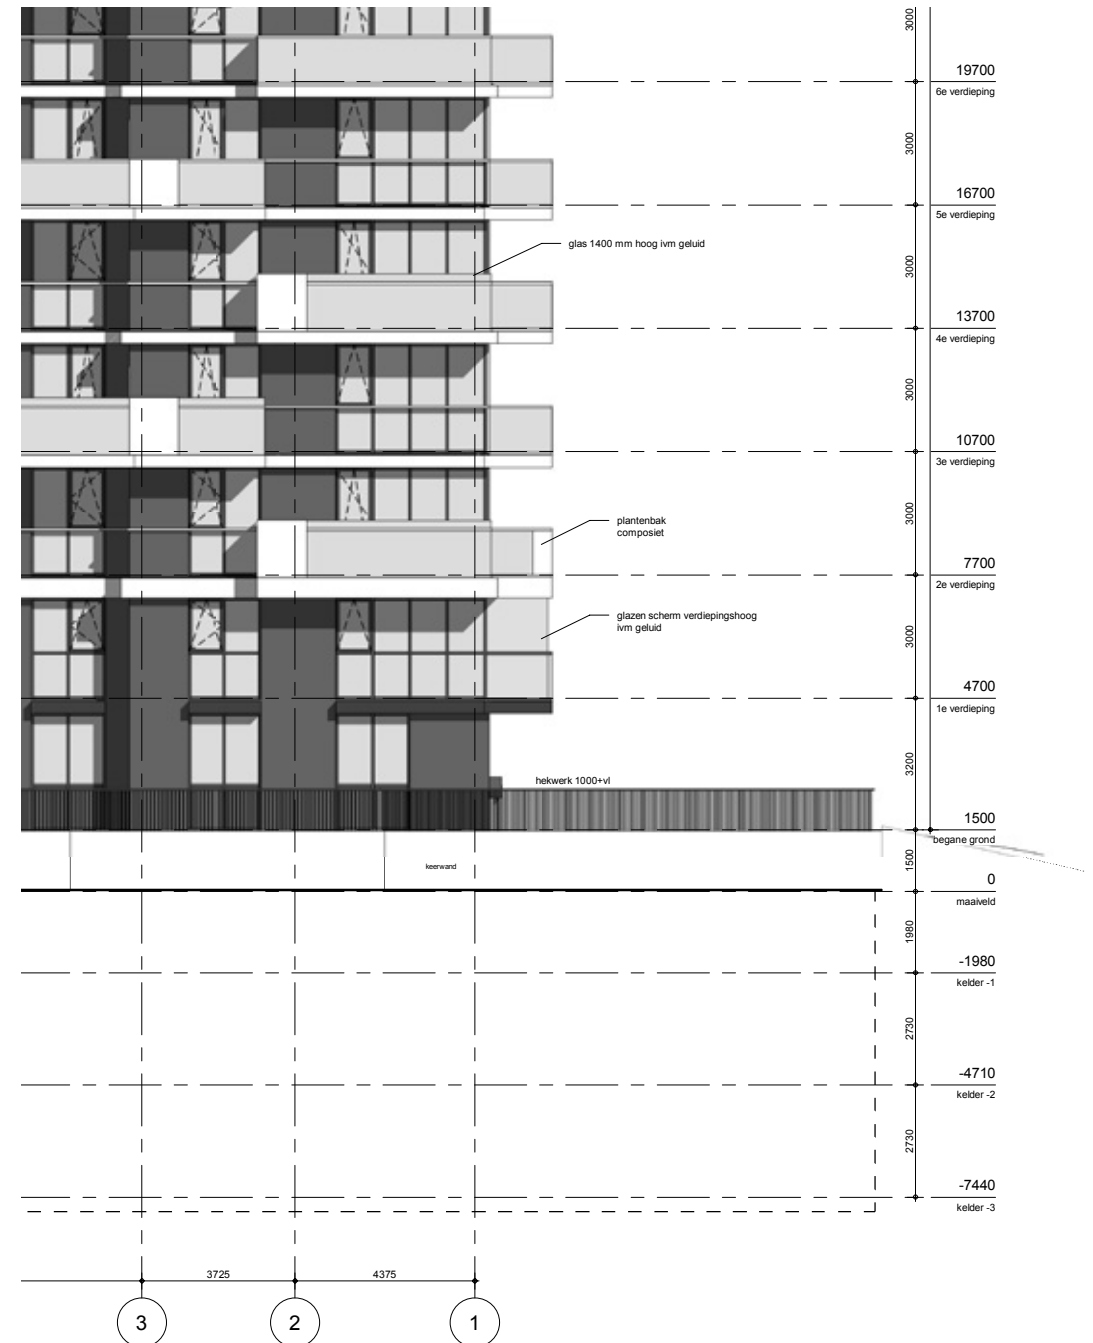 3000
19700
6e verdieping
3000
16700
5e verdieping
glas 1400 mm hoog ivm geluid
3000
13700
4e verdieping
3000
10700
3e verdieping
3000
plantenbak
composiet
7700
2e verdieping
glazen scherm verdiepingshoog
ivm geluid
3000
4700
1e verdieping
3200
hekwerk 1000+vl
1500
begane grond
1500
keerwand
0
maaiveld
1980
-1980
kelder -1
2730
-4710
kelder -2
2730
-7440
kelder -3
3725
4375
3
2
1